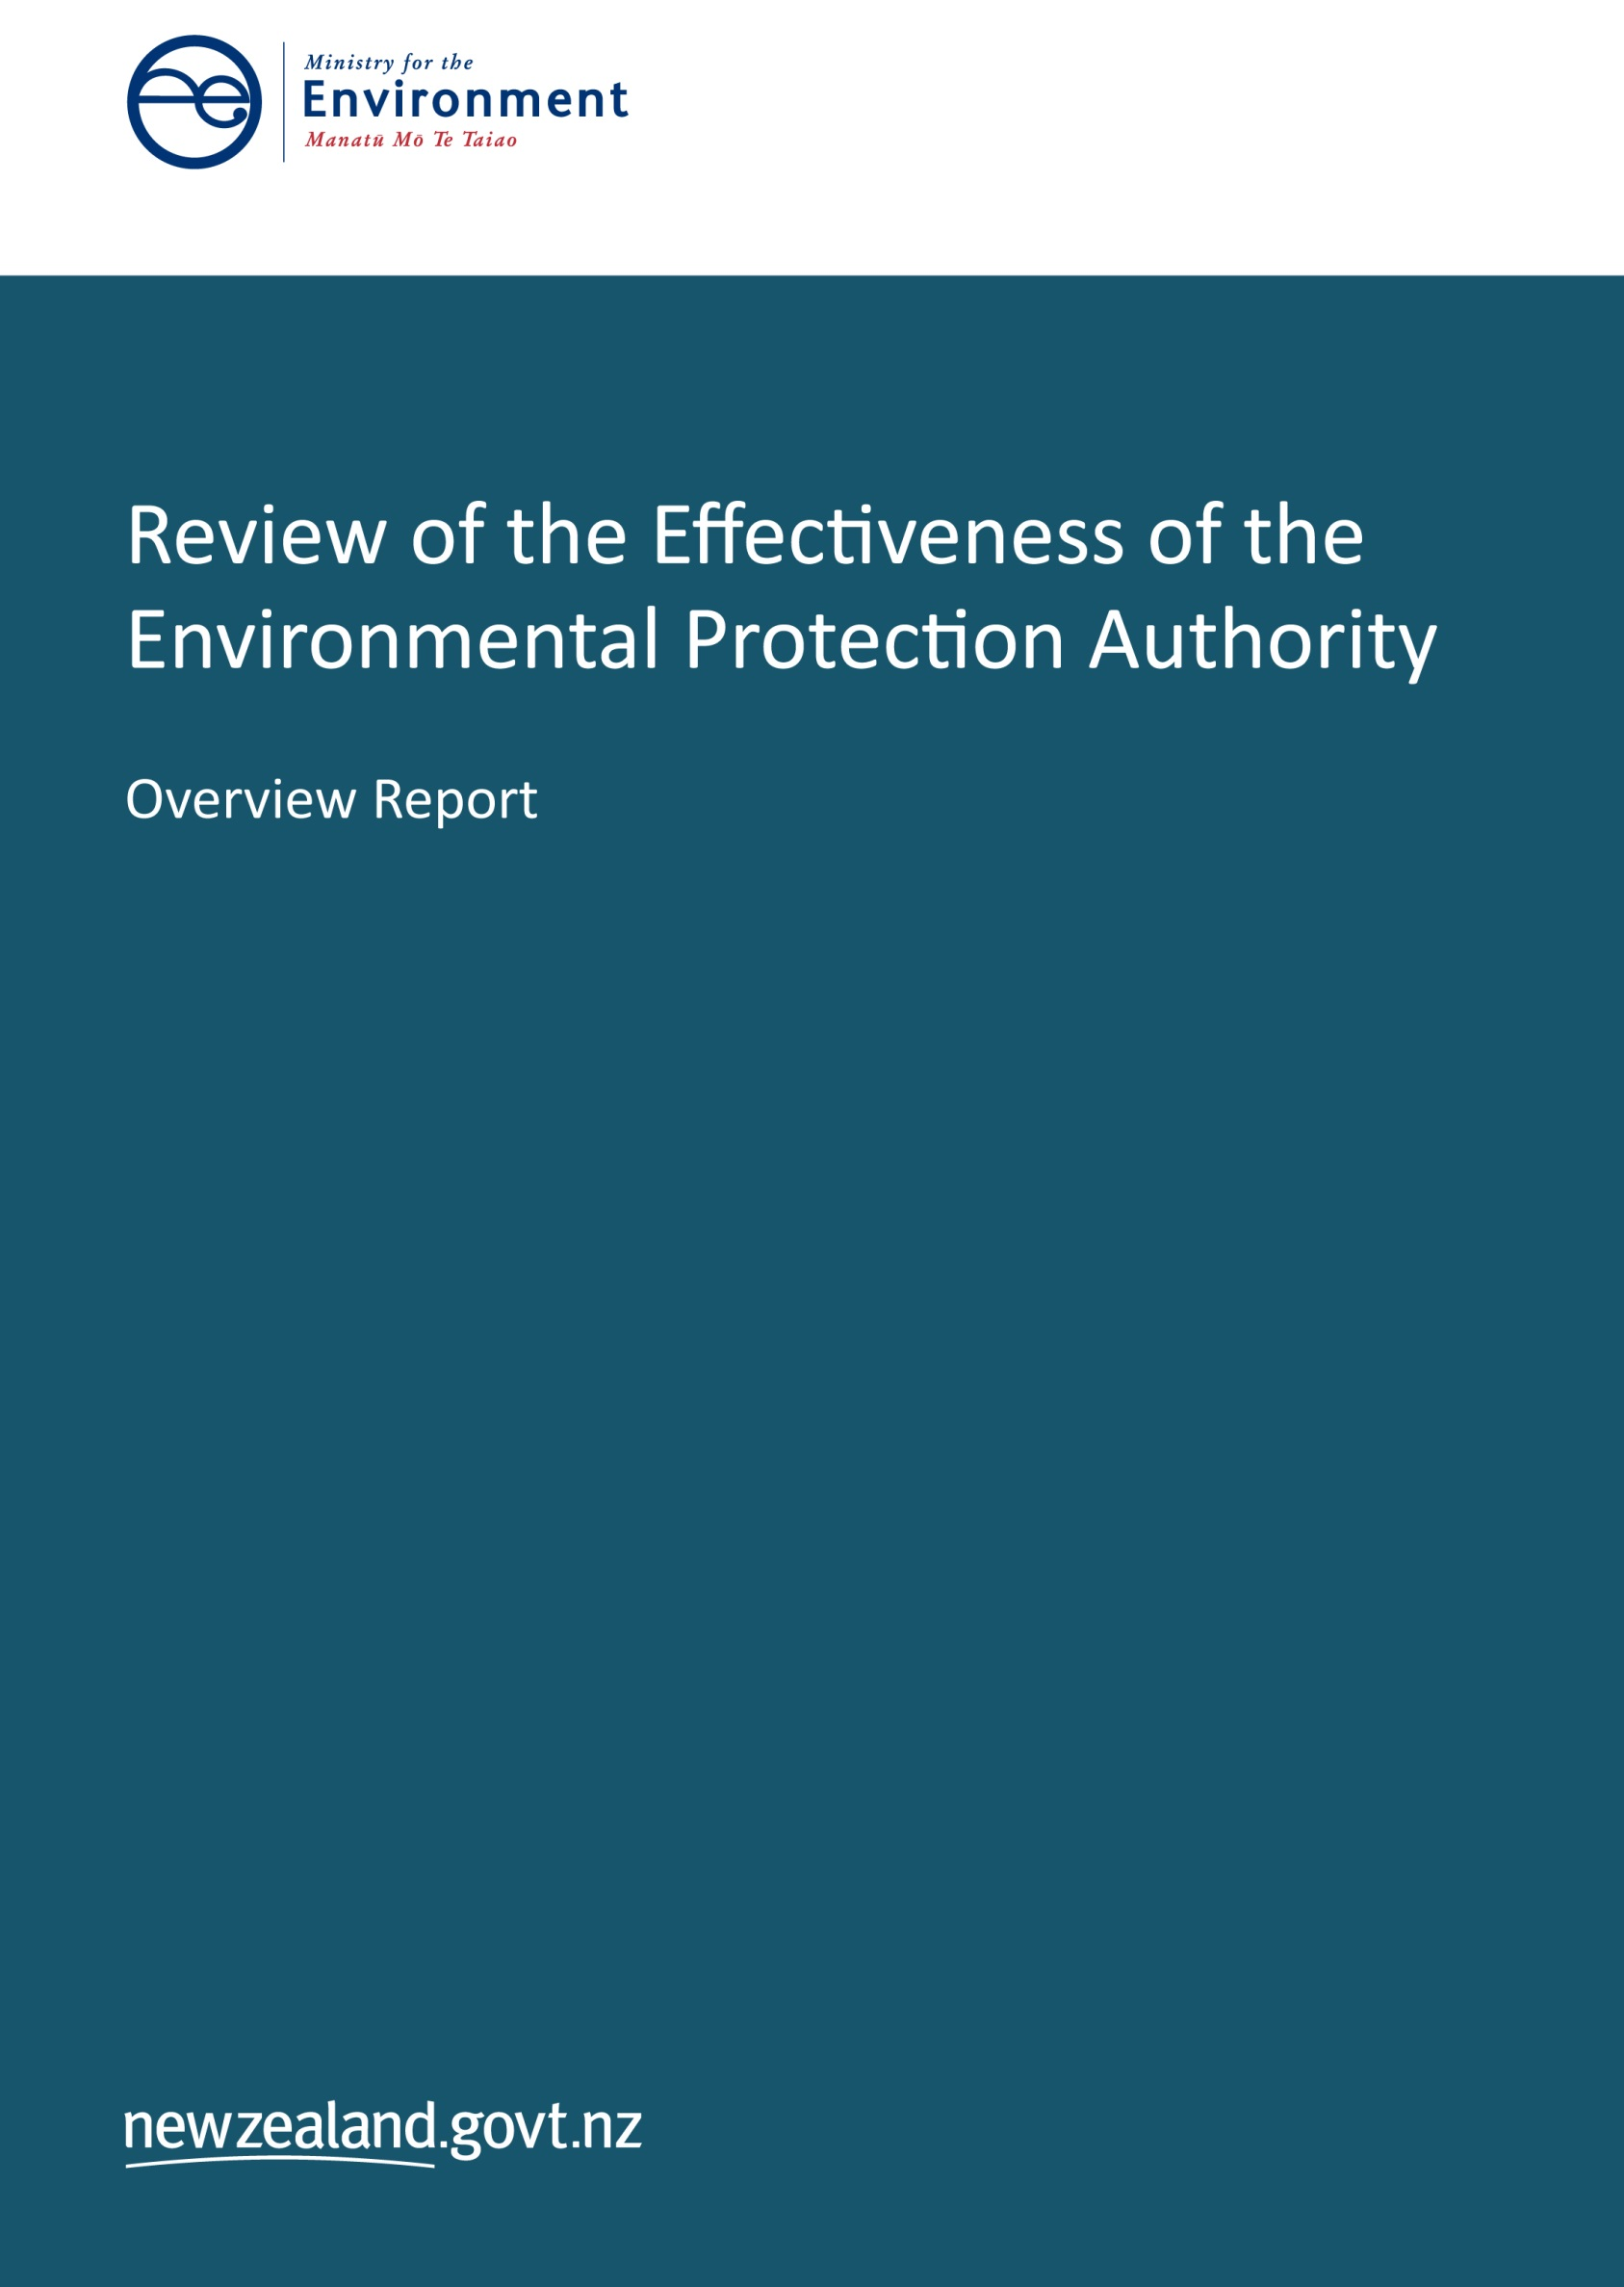 Ministry for the
Environment
Manatū Mō Te Taiao
Review of the Effectiveness of the
Environmental Protection Authority
Overview Report
newzealand.govt.nz